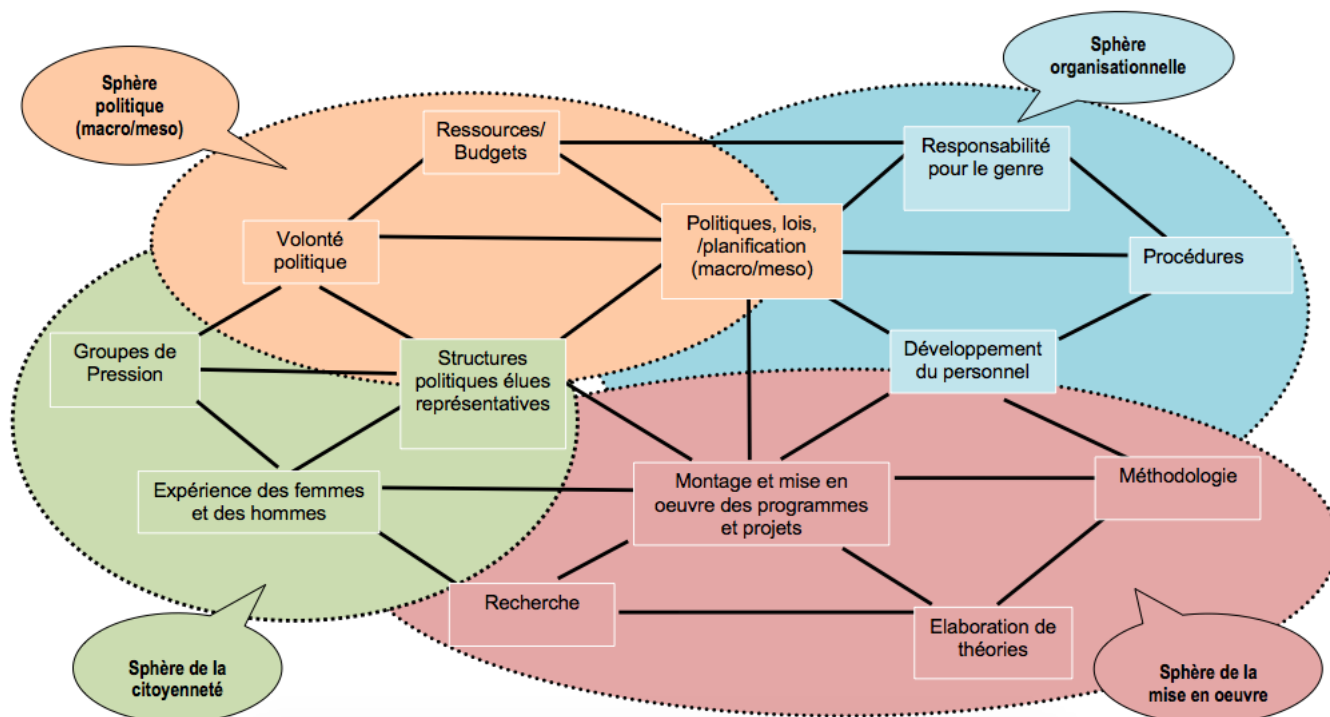 Sphère
politique
(macro/meso)
Sphère
organisationnelle
Ressources/
Budgets
Responsabilité
pour le genre
Volonté
politique
Politiques, lois,
/planification
(macro/meso)
Procédures
Groupes de
Pression
Structures
politiques élues
représentatives
Développement
du personnel
Expérience des femmes
et des hommes
Montage et mise en
oeuvre des programmes
et projets
Méthodologie
Recherche
Elaboration de
théories
Sphère de la
citoyenneté
Sphère de la
mise en oeuvre